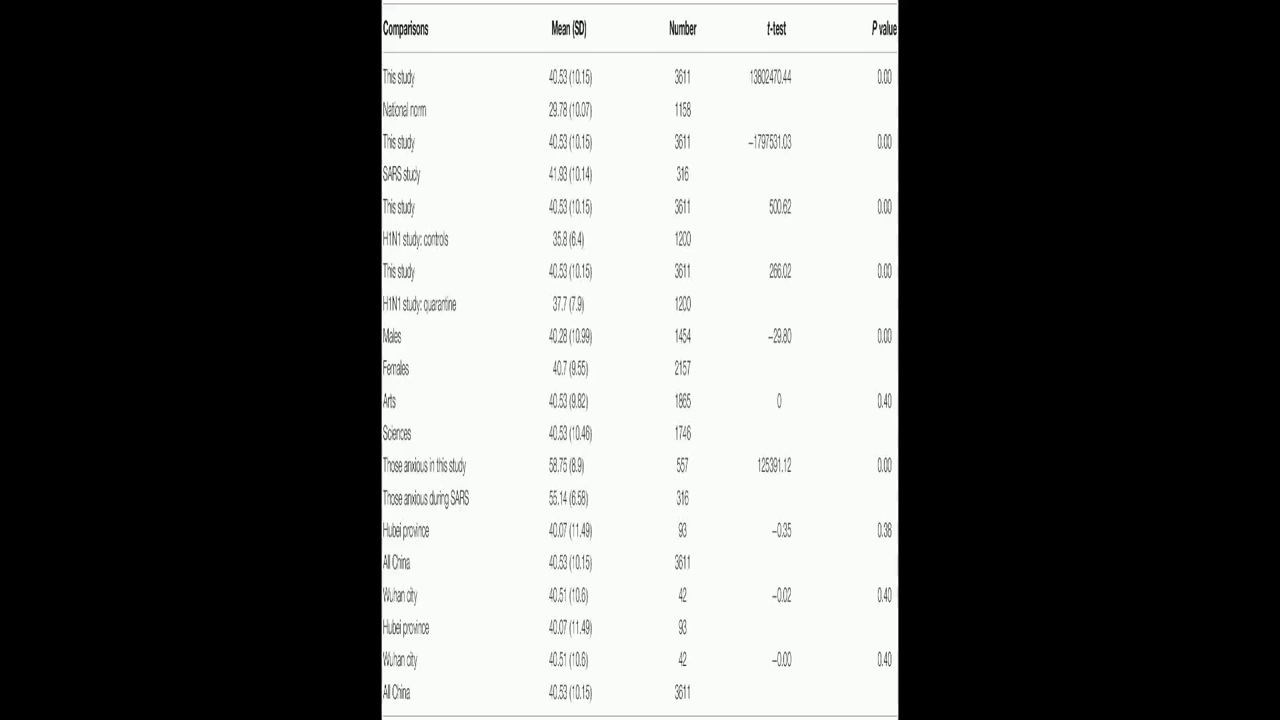 Comparisons Mean (SD) Number t-test P value
This study 40.53 (10.15) 3611 13802470.44 0.00
National norm 29.78 (10.07) 1158
This study 40.53 (10.15) 3611 −1797531.03 0.00
SARS study 41.93 (10.14) 316
This study 40.53 (10.15) 3611 500.62 0.00
H1N1 study: controls 35.8 (6.4) 1200
This study 40.53 (10.15) 3611 266.02 0.00
H1N1 study: quarantine 37.7 (7.9) 1200
Males 40.28 (10.99) 1454 −29.80 0.00
Females 40.7 (9.55) 2157
Arts 40.53 (9.82) 1865 0 0.40
Sciences 40.53 (10.46) 1746
Those anxious in this study 58.75 (8.9) 557 125391.12 0.00
Those anxious during SARS 55.14 (6.58) 316
Hubei province 40.07 (11.49) 93 −0.35 0.38
All China 40.53 (10.15) 3611
Wuhan city 40.51 (10.6) 42 −0.02 0.40
Hubei province 40.07 (11.49) 93
Wuhan city 40.51 (10.6) 42 −0.00 0.40
All China 40.53 (10.15) 3611